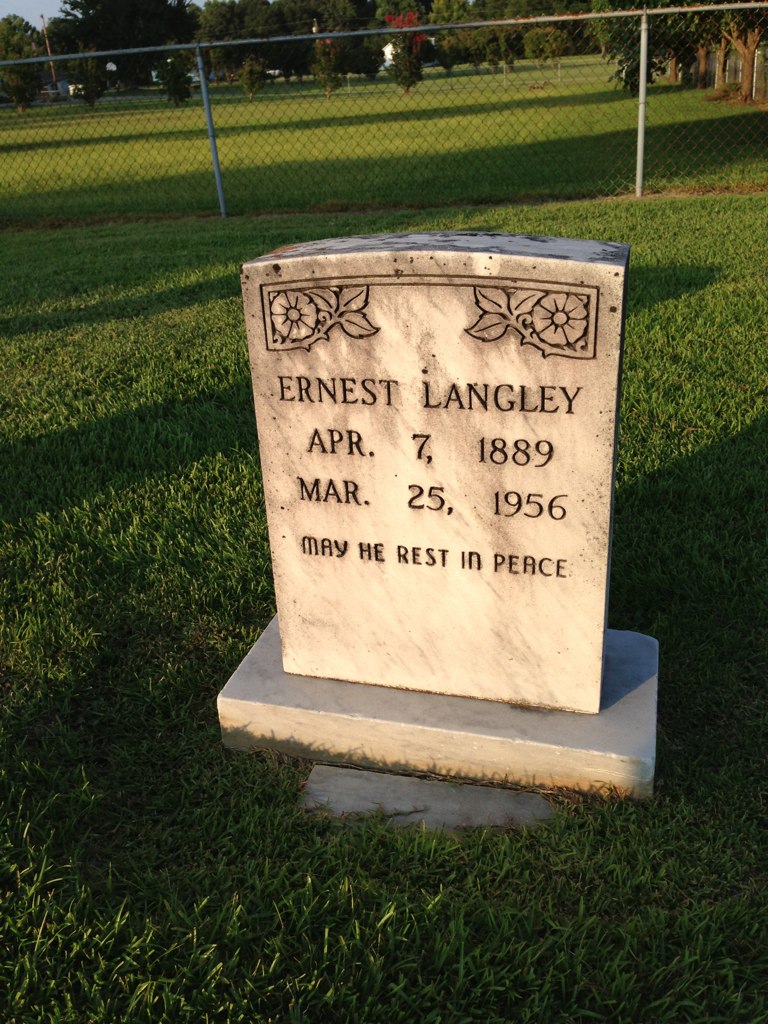 ERNEST LANGLEY
APR. 7, 1889
MAR. 25, 1956
MAY HE REST IN PEACE